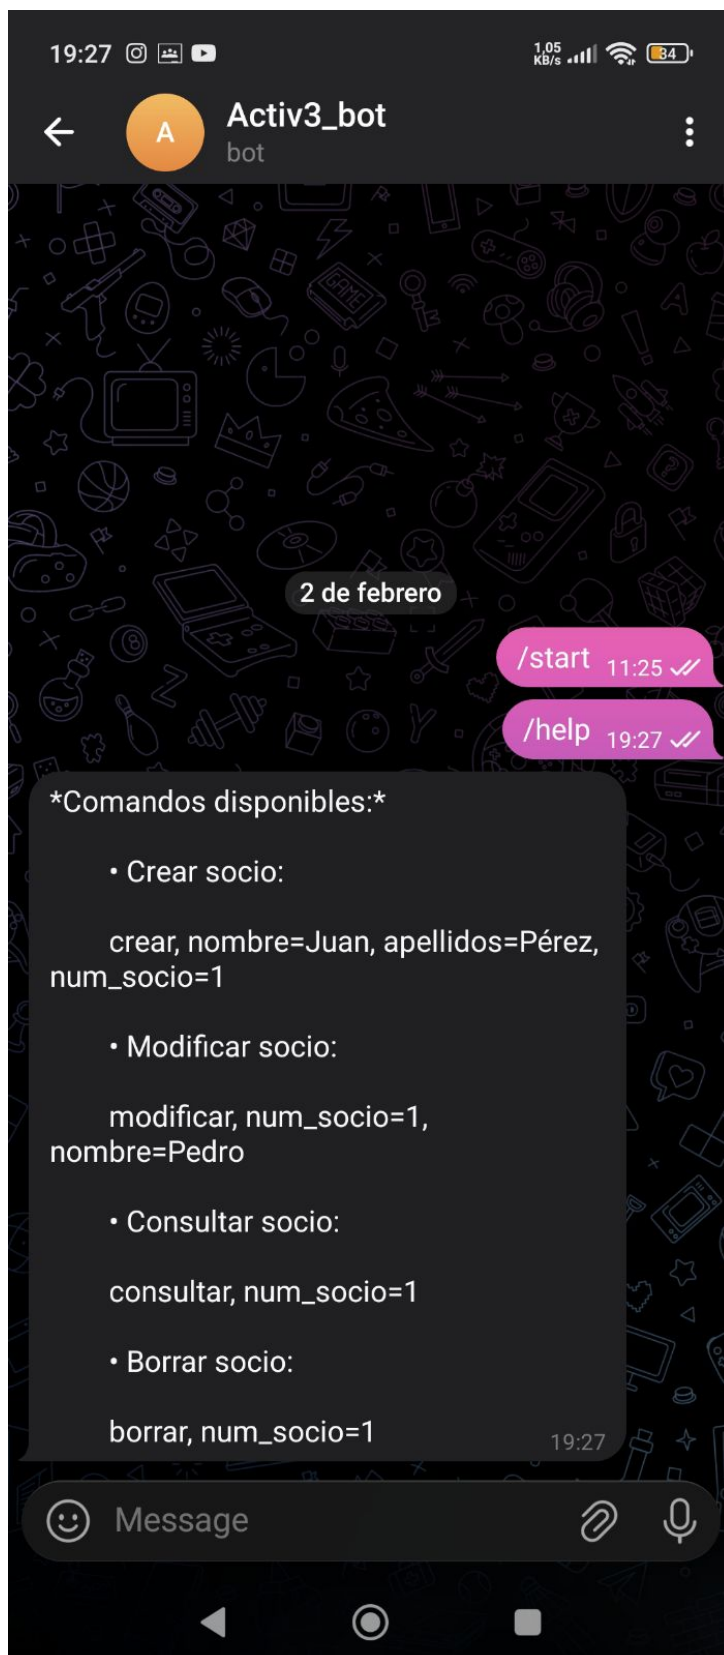 19:27 1,05 KB/s 34
A Activ3_bot
bot
GAME
2 de febrero
/start 11:25
/help 19:27
*Comandos disponibles:*
• Crear socio:
crear, nombre=Juan, apellidos=Pérez,
num_socio=1
• Modificar socio:
modificar, num_socio=1,
nombre=Pedro
• Consultar socio:
consultar, num_socio=1
• Borrar socio:
borrar, num_socio=1
19:27
Message